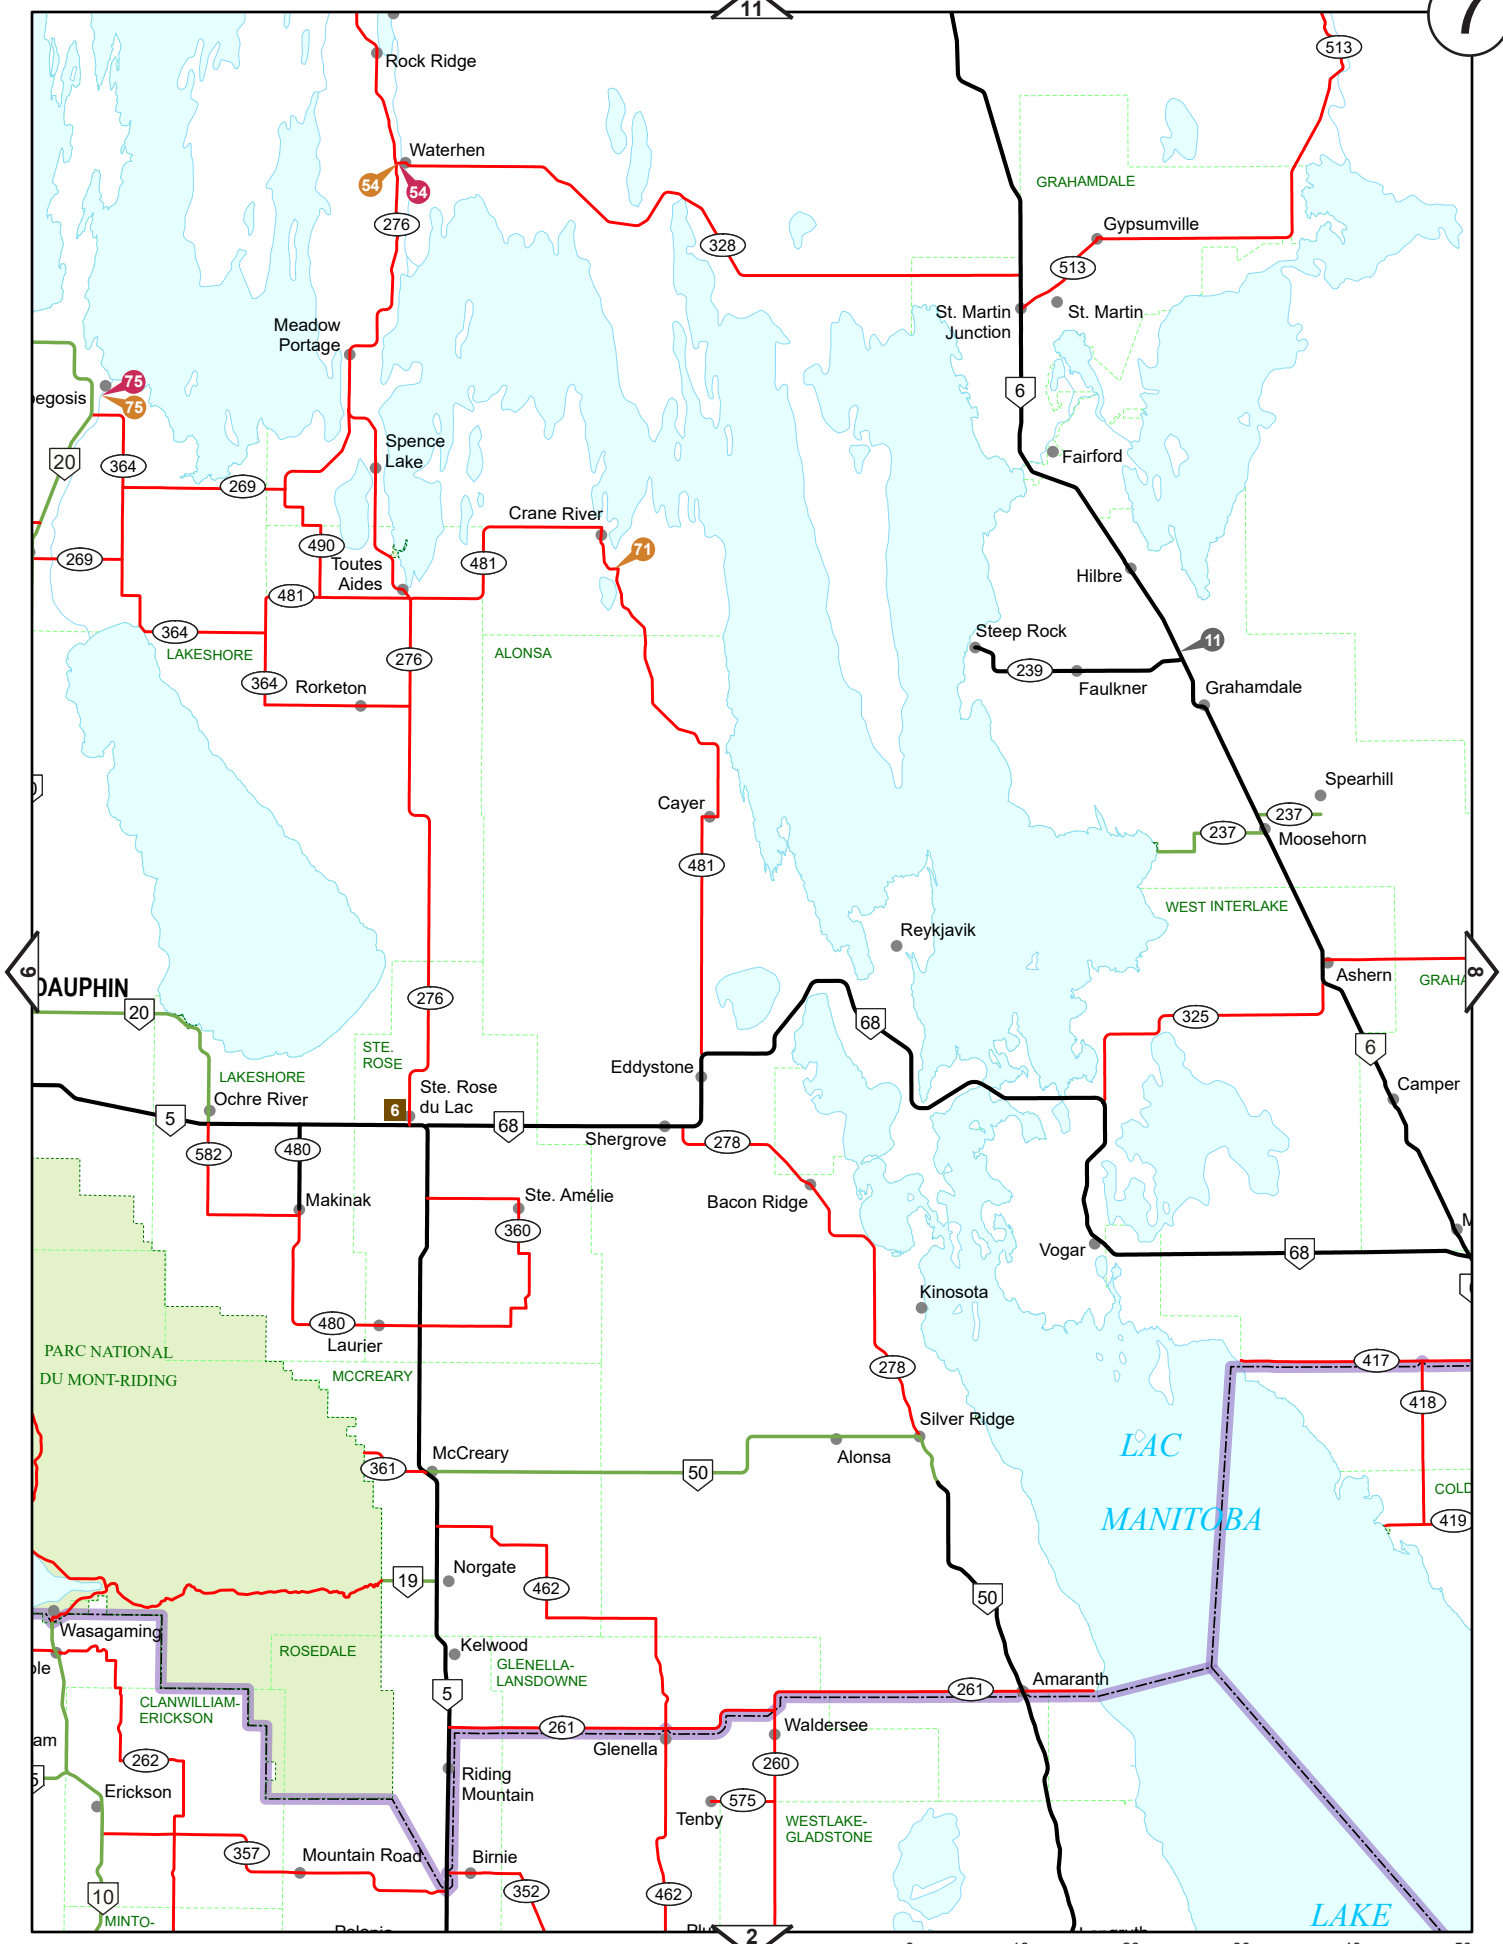 11
7
513
Rock Ridge
Waterhen
54
54
GRAHAMDALE
276
Gypsumville
328
513
St. Martin
Junction
St. Martin
Meadow
Portage
75
75
6
20
364
Spence
Lake
Fairford
269
Crane River
490
71
269
Toutes
Aides
481
Hilbre
481
364
Steep Rock
11
LAKESHORE
276
ALONSA
239
Faulkner
364
Rorketon
Grahamdale
Spearhill
Cayer
237
237
Moosehorn
481
WEST INTERLAKE
Reykjavik
9
8
Ashern
276
20
68
325
STE.
ROSE
6
Eddystone
LAKESHORE
Ochre River
6
Ste. Rose
du Lac
Camper
5
68
Shergrove
278
582
480
Makinak
Ste. Amélie
Bacon Ridge
360
Vogar
68
Kinosota
480
Laurier
PARC NATIONAL
DU MONT-RIDING
MCCREARY
278
417
418
Silver Ridge
LAC
McCreary
Alonsa
361
50
MANITOBA
419
Norgate
19
462
50
Wasagaming
Kelwood
ROSEDALE
GLENELLA-
LANSDOWNE
Amaranth
5
261
CLANWILLIAM-
ERICKSON
261
Waldersee
Glenella
262
260
Riding
Mountain
Erickson
575
Tenby
WESTLAKE-
GLADSTONE
357
Mountain Road
Birnie
352
462
10
LAKE
MINTO-
2